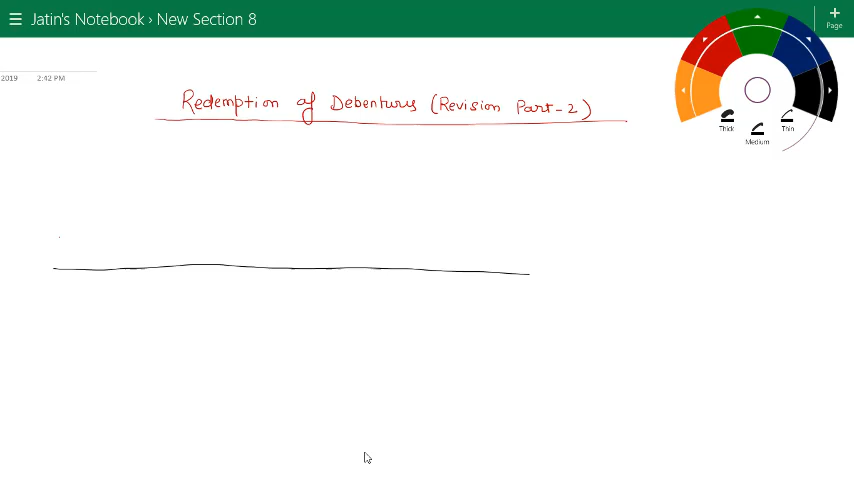 Jatin's Notebook › New Section 8
Page
2019 2:42 PM
Redemption of Debentures (Revision Part-2)
Thick
Medium
Thin